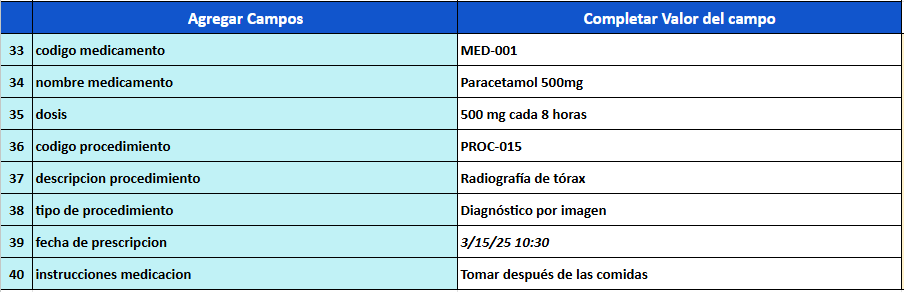 Agregar Campos Completar Valor del campo
33 codigo medicamento MED-001
34 nombre medicamento Paracetamol 500mg
35 dosis 500 mg cada 8 horas
36 codigo procedimiento PROC-015
37 descripcion procedimiento Radiografía de tórax
38 tipo de procedimiento Diagnóstico por imagen
39 fecha de prescripcion 3/15/25 10:30
40 instrucciones medicacion Tomar después de las comidas